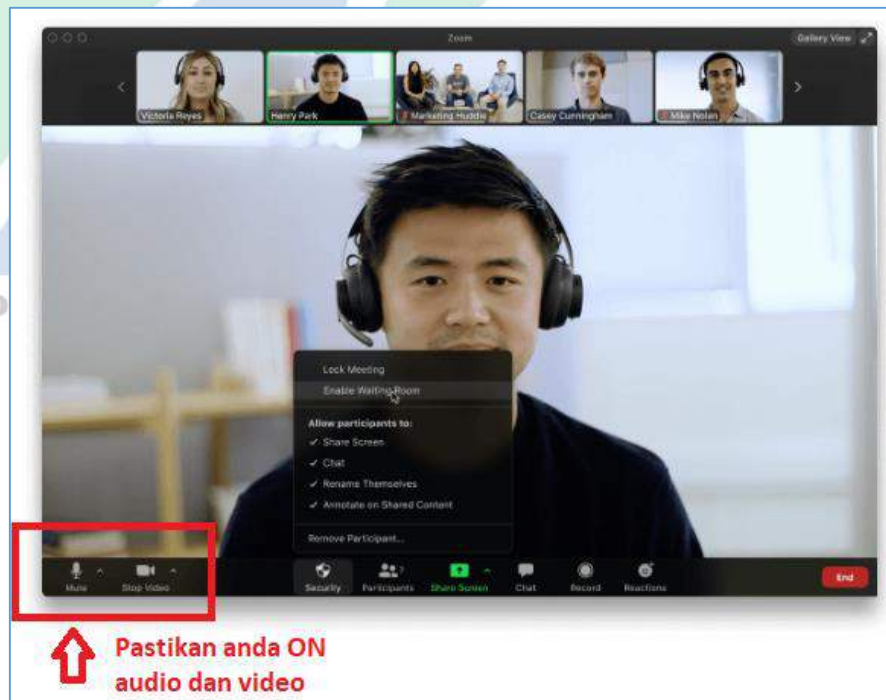 Zoom
Gallery View
Victoria Reyes
Henry Park
Marketing Huddle
Casey Cunningham
Mike Nolan
Lock Meeting
Enable Waiting Room
Allow participants to:
✓ Share Screen
✓ Chat
✓ Rename Themselves
✓ Annotate on Shared Content
Remove Participant...
Mute
Stop Video
Security
Participants
Share Screen
Chat
Record
Reactions
End
Pastikan anda ON
audio dan video